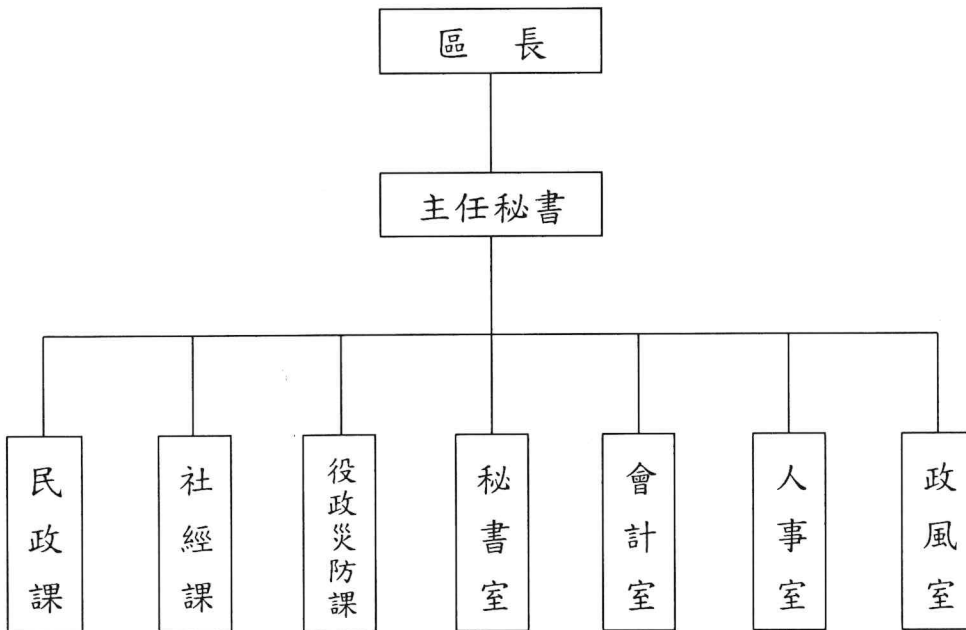 區 長
主任秘書
民政課
社經課
役政災防課
秘書室
會計室
人事室
政風室